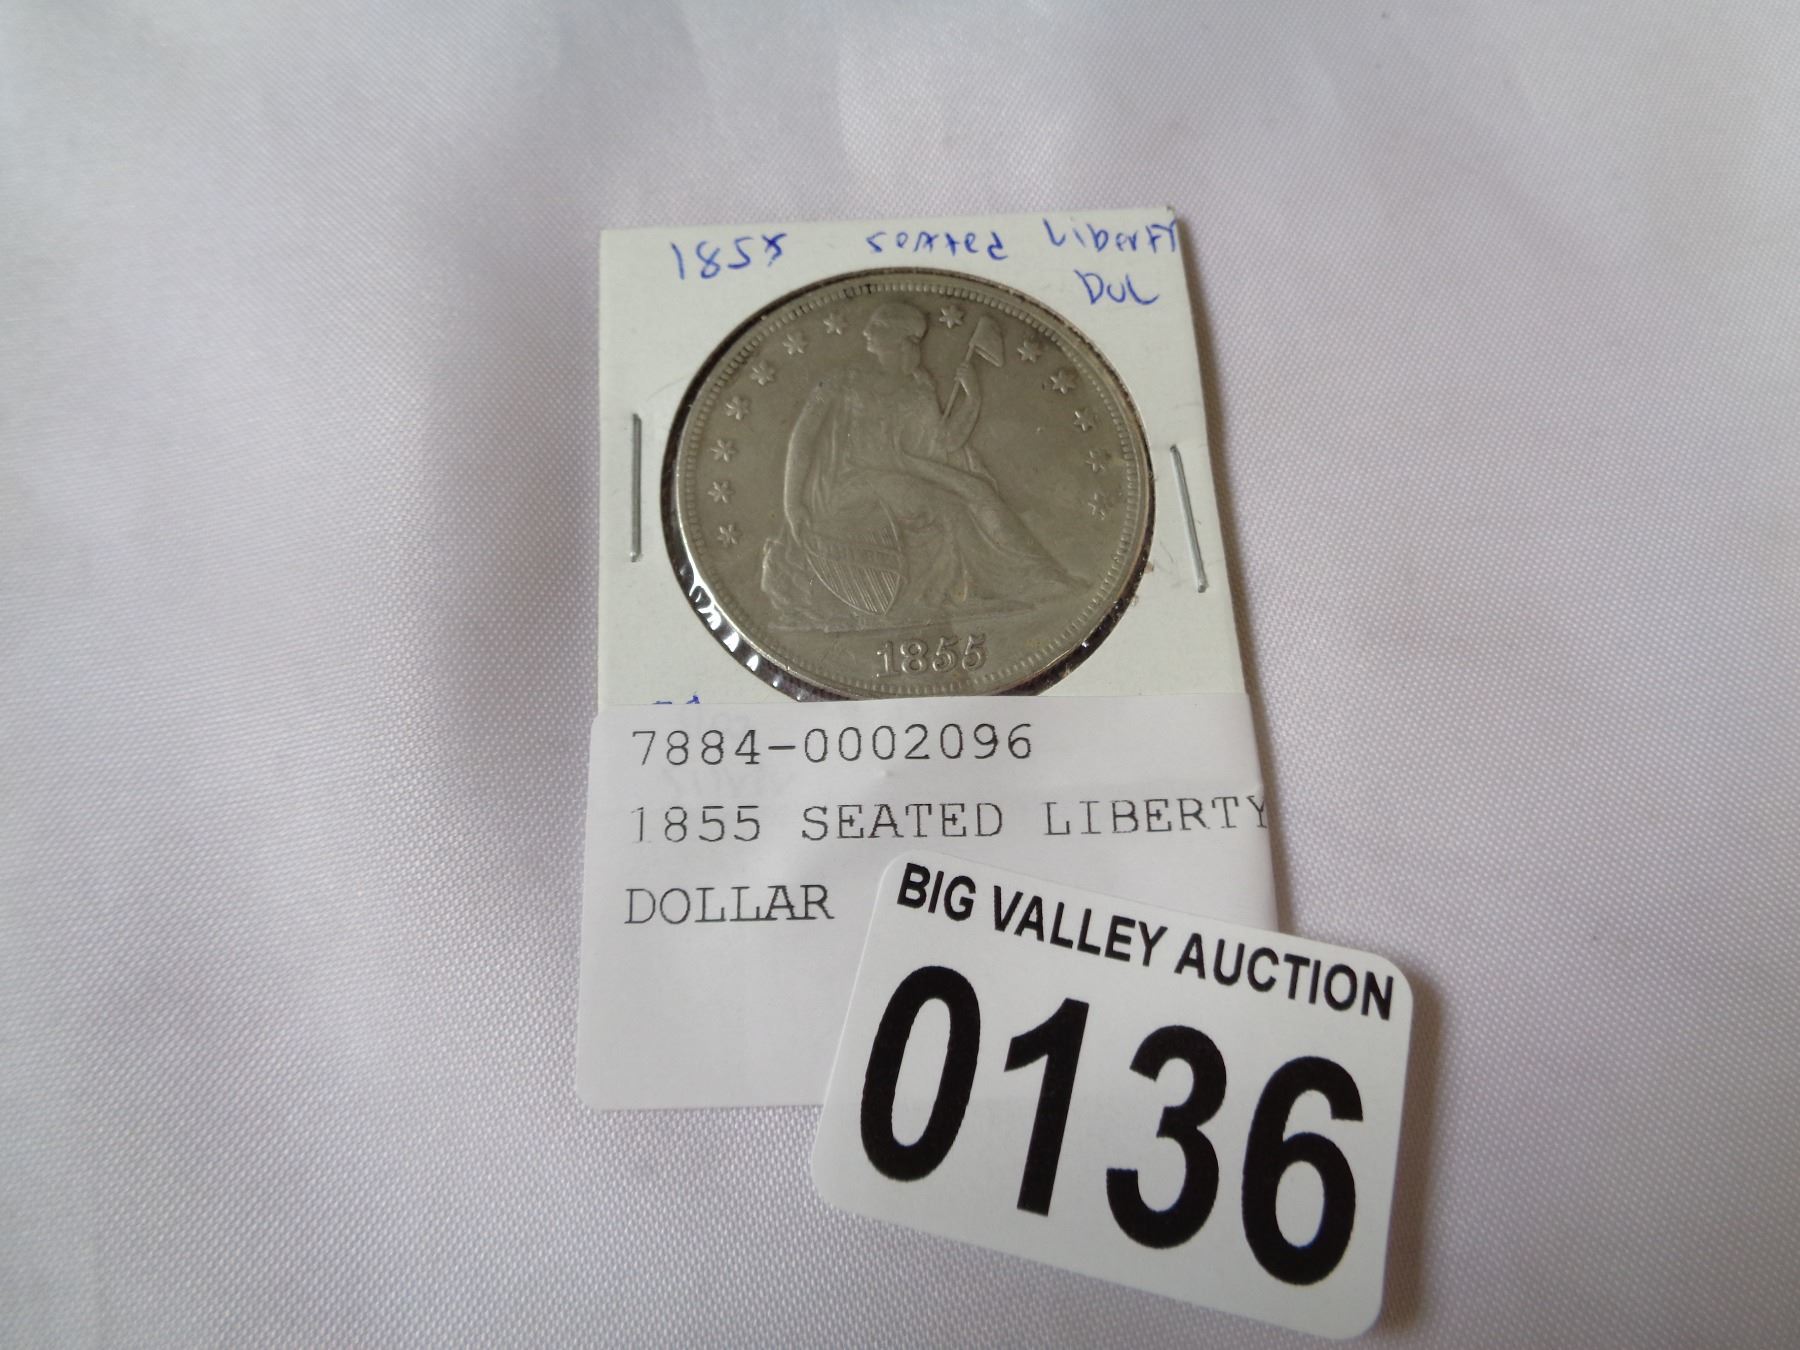 1855 seated Liberty
Dol
1855
7884-0002096
1855 SEATED LIBERTY
DOLLAR
BIG VALLEY AUCTION
0136